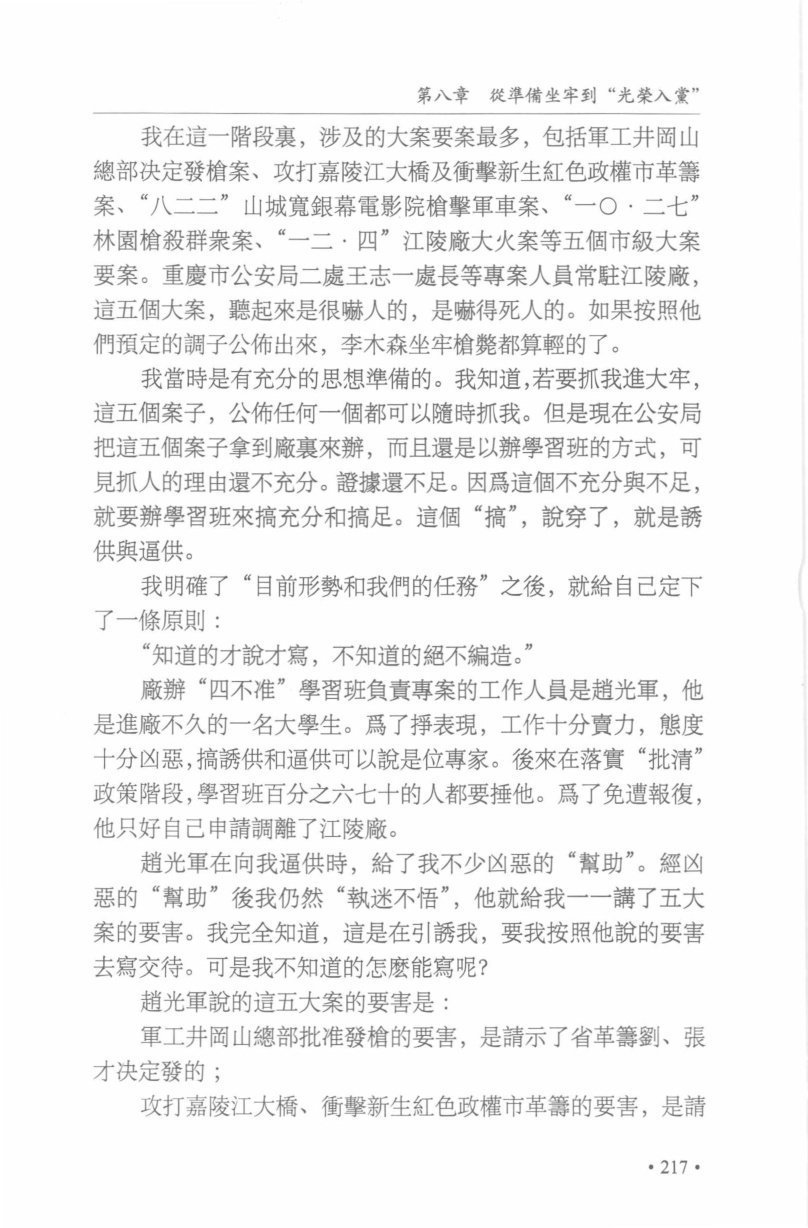 第八章　從準備坐牢到“光榮入黨”
我在這一階段裏，涉及的大案要案最多，包括軍工井岡山
總部決定發槍案、攻打嘉陵江大橋及衝擊新生紅色政權市革籌
案、“八二二”山城寬銀幕電影院槍擊軍車案、“一〇·二七”
林園槍殺群衆案、“一二·四”江陵廠大火案等五個市級大案
要案。重慶市公安局二處王志一處長等專案人員常駐江陵廠，
這五個大案，聽起來是很嚇人的，是嚇得死人的。如果按照他
們預定的調子公佈出來，李木森坐牢槍斃都算輕的了。
我當時是有充分的思想準備的。我知道，若要抓我進大牢，
這五個案子，公佈任何一個都可以隨時抓我。但是現在公安局
把這五個案子拿到廠裏來辦，而且還是以辦學習班的方式，可
見抓人的理由還不充分。證據還不足。因爲這個不充分與不足，
就要辦學習班來搞充分和搞足。這個“搞”，說穿了，就是誘
供與逼供。
我明確了“目前形勢和我們的任務”之後，就給自己定下
了一條原則：
“知道的才說才寫，不知道的絕不編造。”
廠辦“四不准”學習班負責專案的工作人員是趙光軍，他
是進廠不久的一名大學生。爲了掙表現，工作十分賣力，態度
十分凶惡，搞誘供和逼供可以說是位專家。後來在落實“批清”
政策階段，學習班百分之六七十的人都要捶他。爲了免遭報復，
他只好自己申請調離了江陵廠。
趙光軍在向我逼供時，給了我不少凶惡的“幫助”。經凶
惡的“幫助”後我仍然“執迷不悟”，他就給我一一講了五大
案的要害。我完全知道，這是在引誘我，要我按照他說的要害
去寫交待。可是我不知道的怎麼能寫呢？
趙光軍說的這五大案的要害是：
軍工井岡山總部批准發槍的要害，是請示了省革籌劉、張
才決定發的；
攻打嘉陵江大橋、衝擊新生紅色政權市革籌的要害，是請
·217·